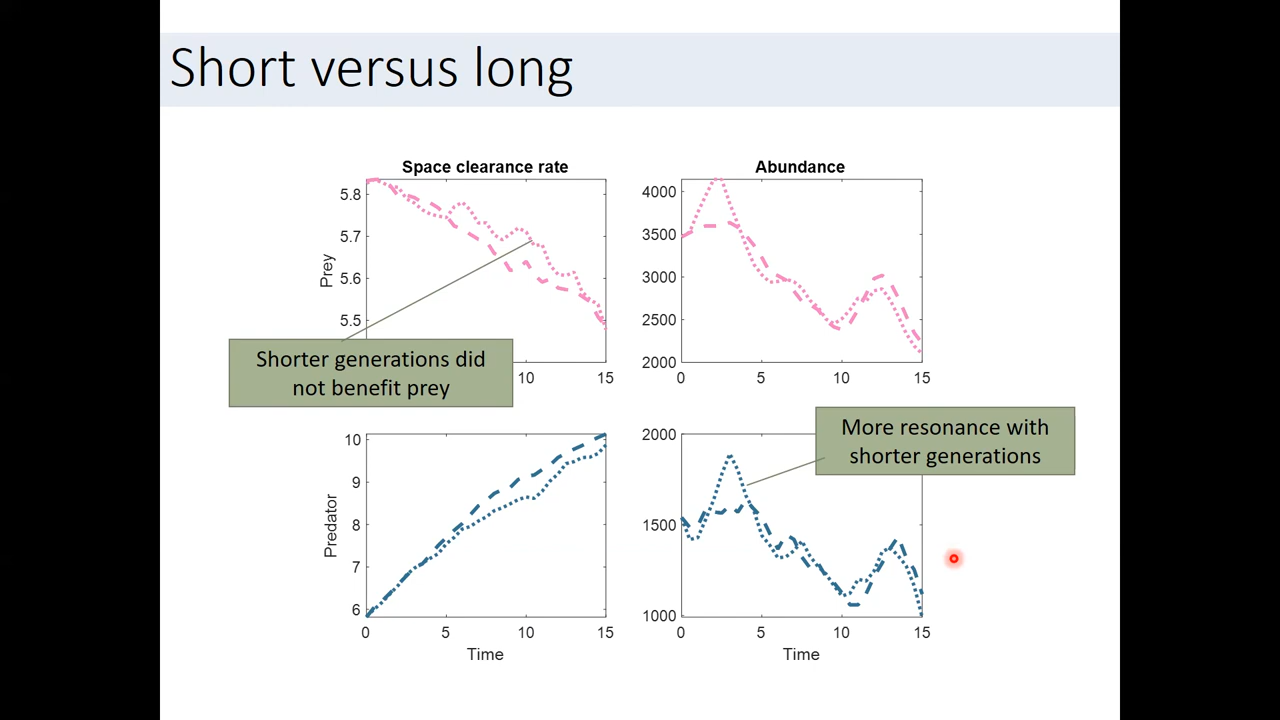 Short versus long
Space clearance rate
Abundance
5.8
5.7
5.6
5.5
Prey
4000
3500
3000
2500
2000
Shorter generations did
not benefit prey
10
15
0
5
10
15
More resonance with
shorter generations
10
9
8
7
6
Predator
2000
1500
1000
0
5
10
15
Time
0
5
10
15
Time